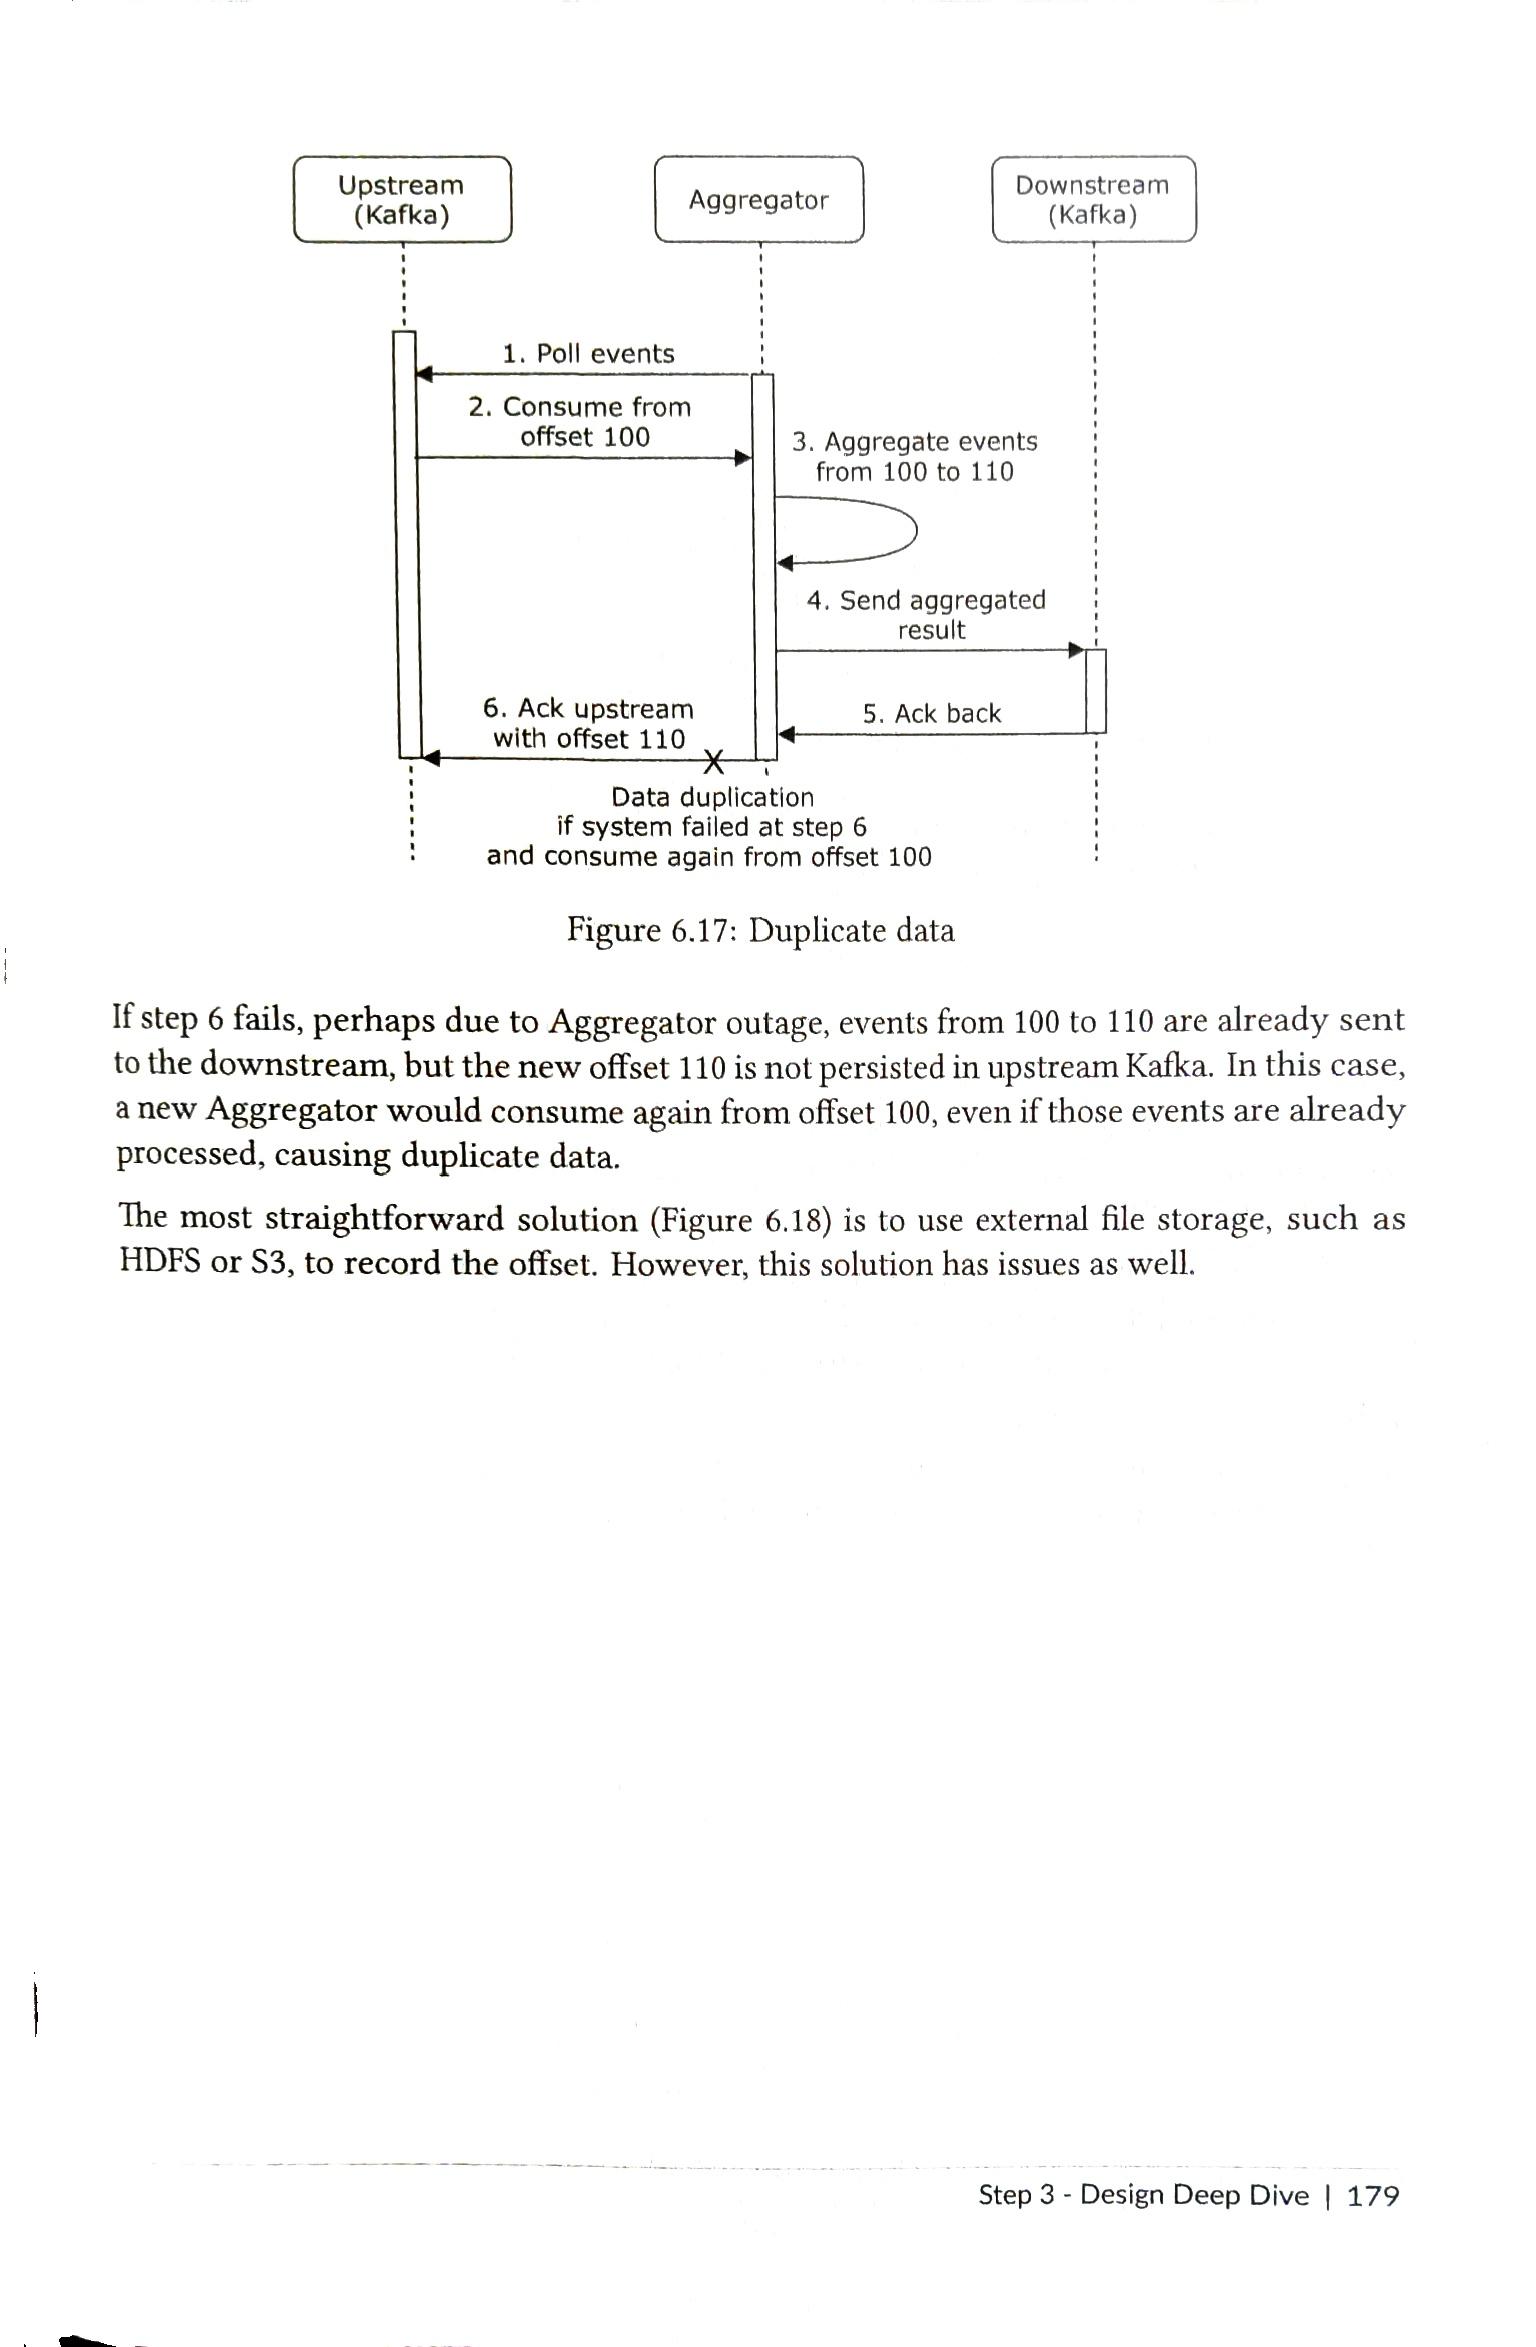 Upstream
(Kafka)
Aggregator
Downstream
(Kafka)
1. Poll events
2. Consume from
offset 100
3. Aggregate events
from 100 to 110
4. Send aggregated
result
5. Ack back
6. Ack upstream
with offset 110
Data duplication
if system failed at step 6
and consume again from offset 100
Figure 6.17: Duplicate data
If step 6 fails, perhaps due to Aggregator outage, events from 100 to 110 are already sent
to the downstream, but the new offset 110 is not persisted in upstream Kafka. In this case,
a new Aggregator would consume again from offset 100, even if those events are already
processed, causing duplicate data.
The most straightforward solution (Figure 6.18) is to use external file storage, such as
HDFS or S3, to record the offset. However, this solution has issues as well.
Step 3 - Design Deep Dive | 179